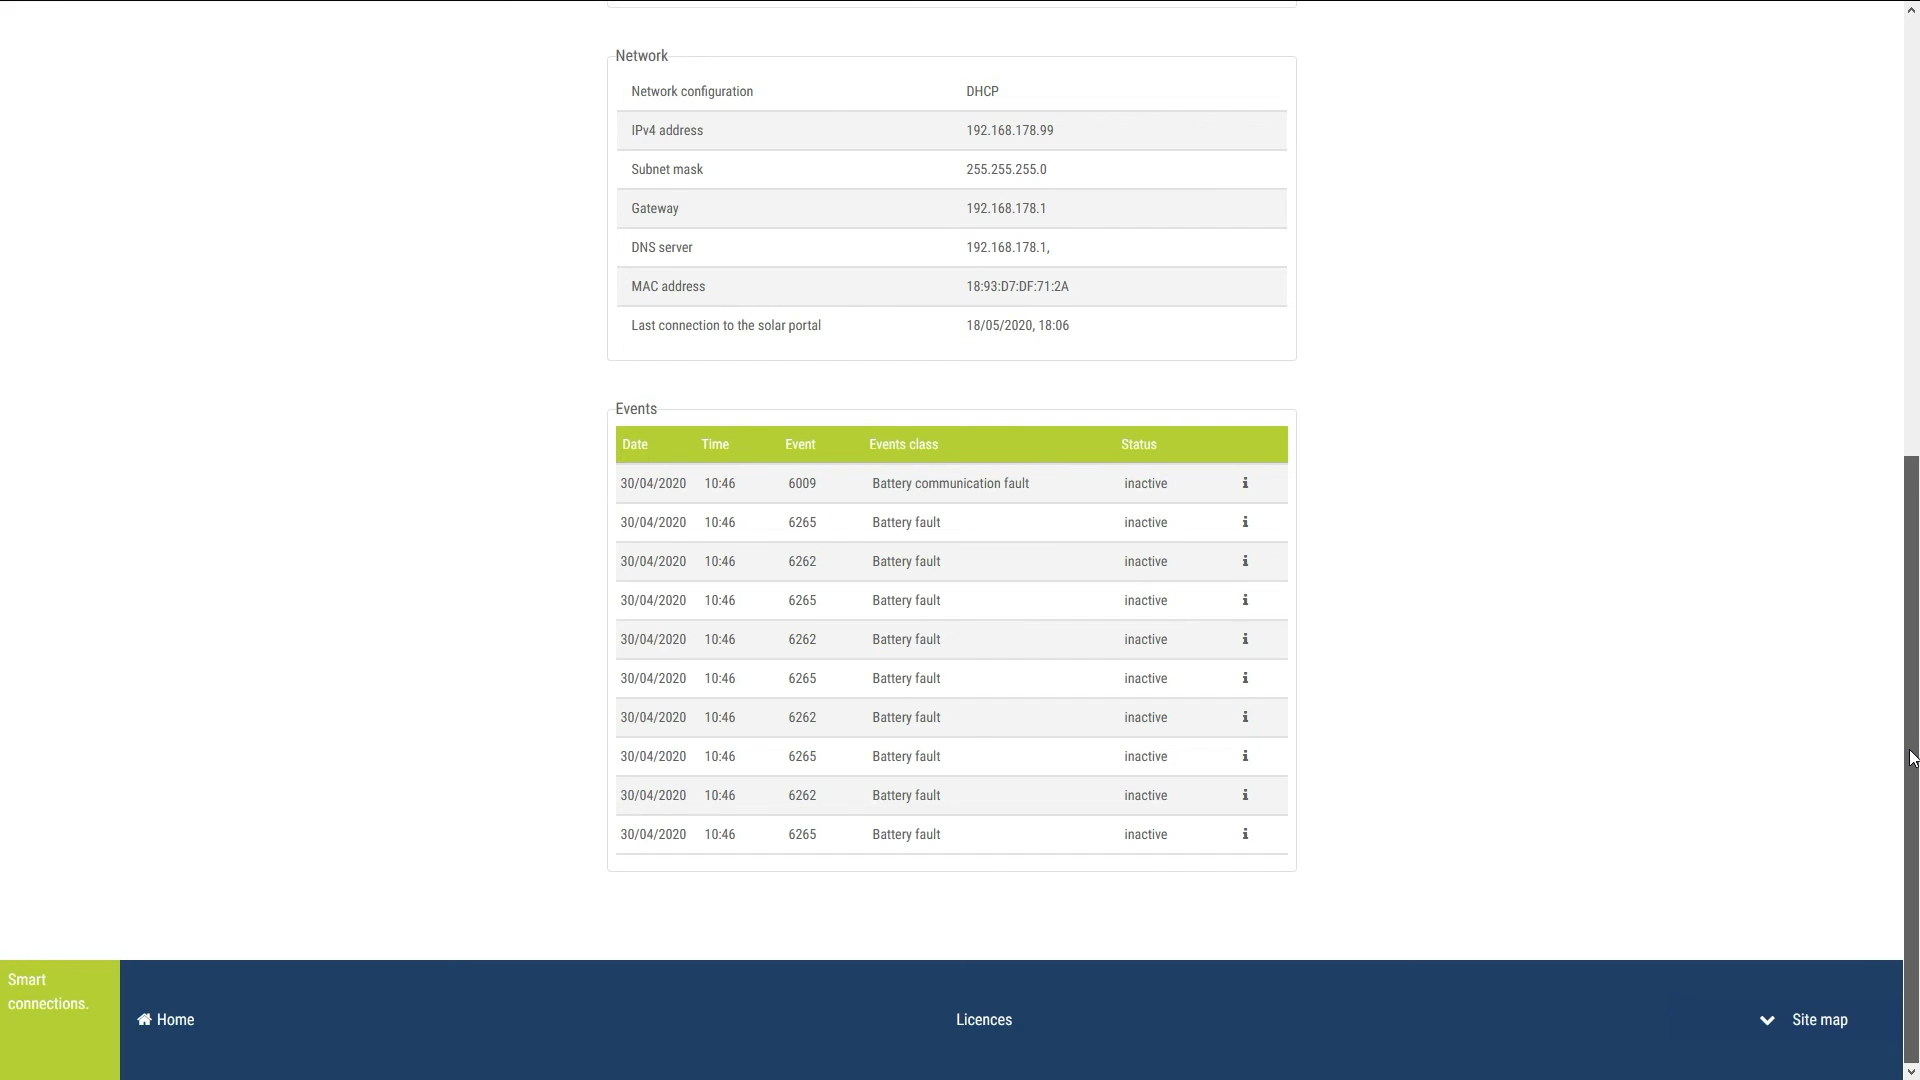 Network
Network configuration DHCP
IPv4 address 192.168.178.99
Subnet mask 255.255.255.0
Gateway 192.168.178.1
DNS server 192.168.178.1,
MAC address 18:93:D7:DF:71:2A
Last connection to the solar portal 18/05/2020, 18:06
Events
Date Time Event Events class Status
30/04/2020 10:46 6009 Battery communication fault inactive
30/04/2020 10:46 6265 Battery fault inactive
30/04/2020 10:46 6262 Battery fault inactive
30/04/2020 10:46 6265 Battery fault inactive
30/04/2020 10:46 6262 Battery fault inactive
30/04/2020 10:46 6265 Battery fault inactive
30/04/2020 10:46 6262 Battery fault inactive
30/04/2020 10:46 6265 Battery fault inactive
30/04/2020 10:46 6262 Battery fault inactive
30/04/2020 10:46 6265 Battery fault inactive
Smart
connections.
Home Licences Site map